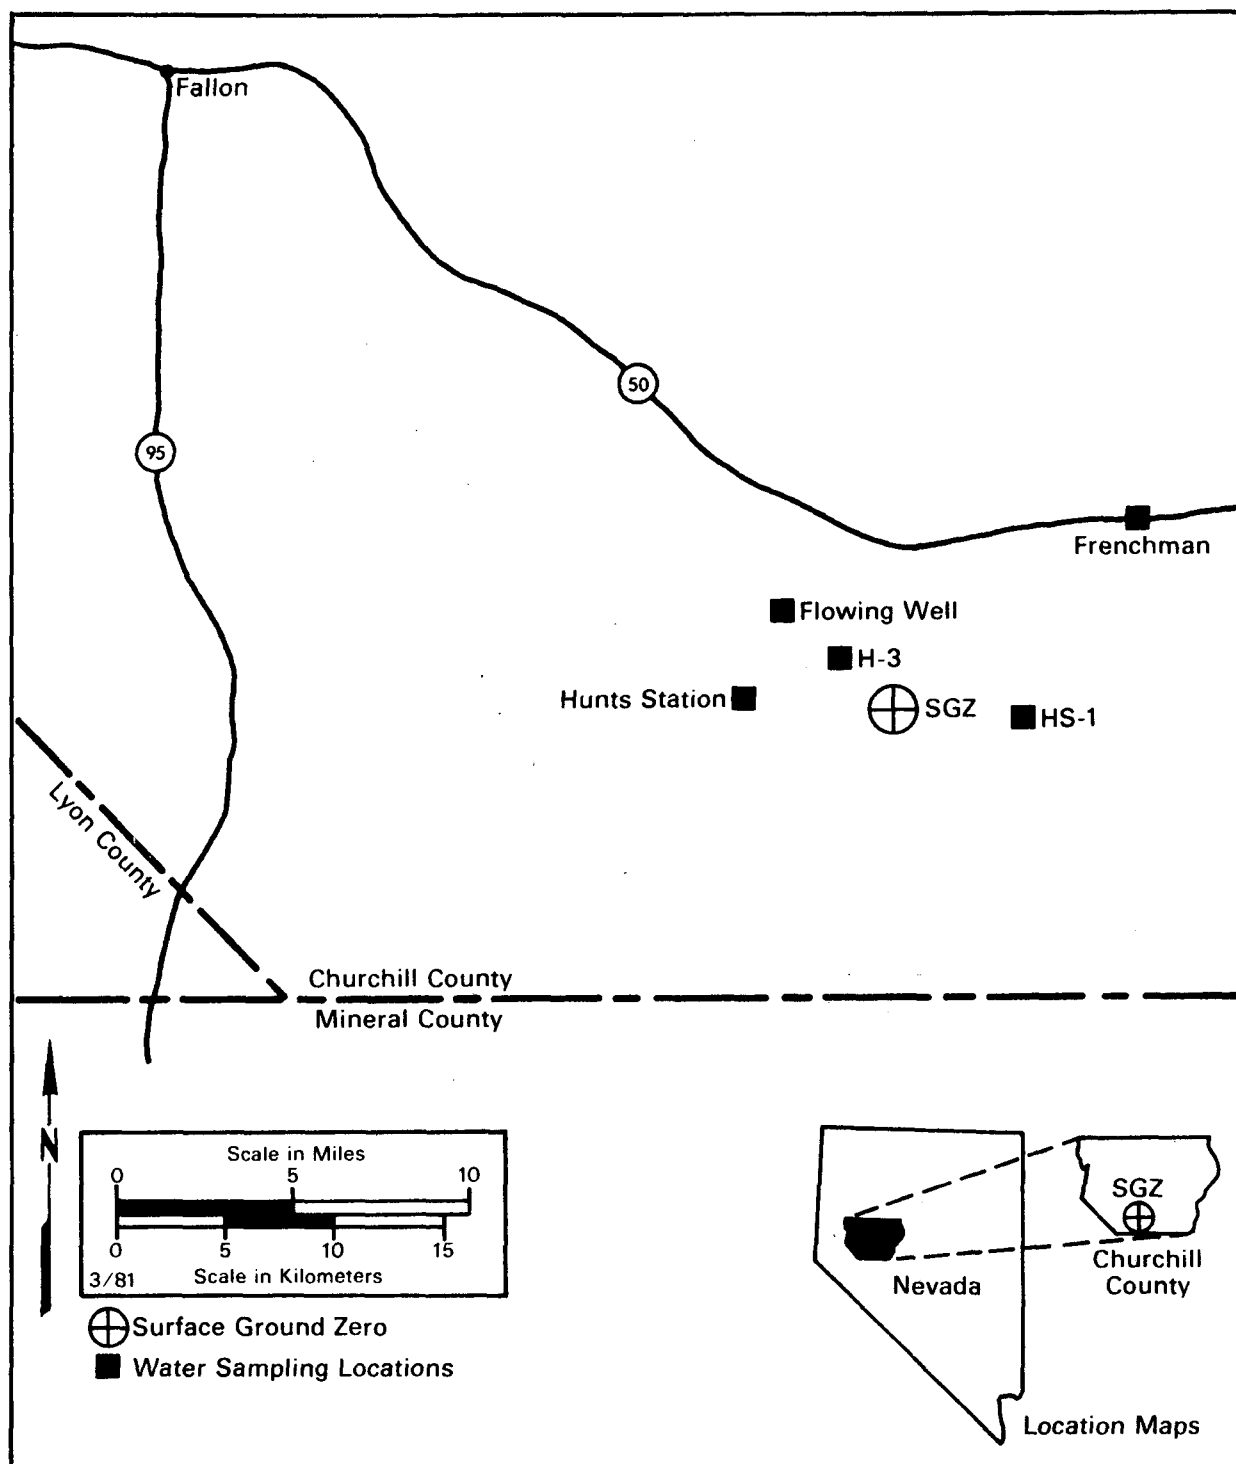 Fallon
50
95
Frenchman
Flowing Well
H-3
Hunts Station
SGZ
HS-1
Lyon County
Churchill County
Mineral County
N
Scale in Miles
0 5 10
0 5 10 15
3/81 Scale in Kilometers
Surface Ground Zero
Water Sampling Locations
SGZ
Churchill
County
Nevada
Location Maps